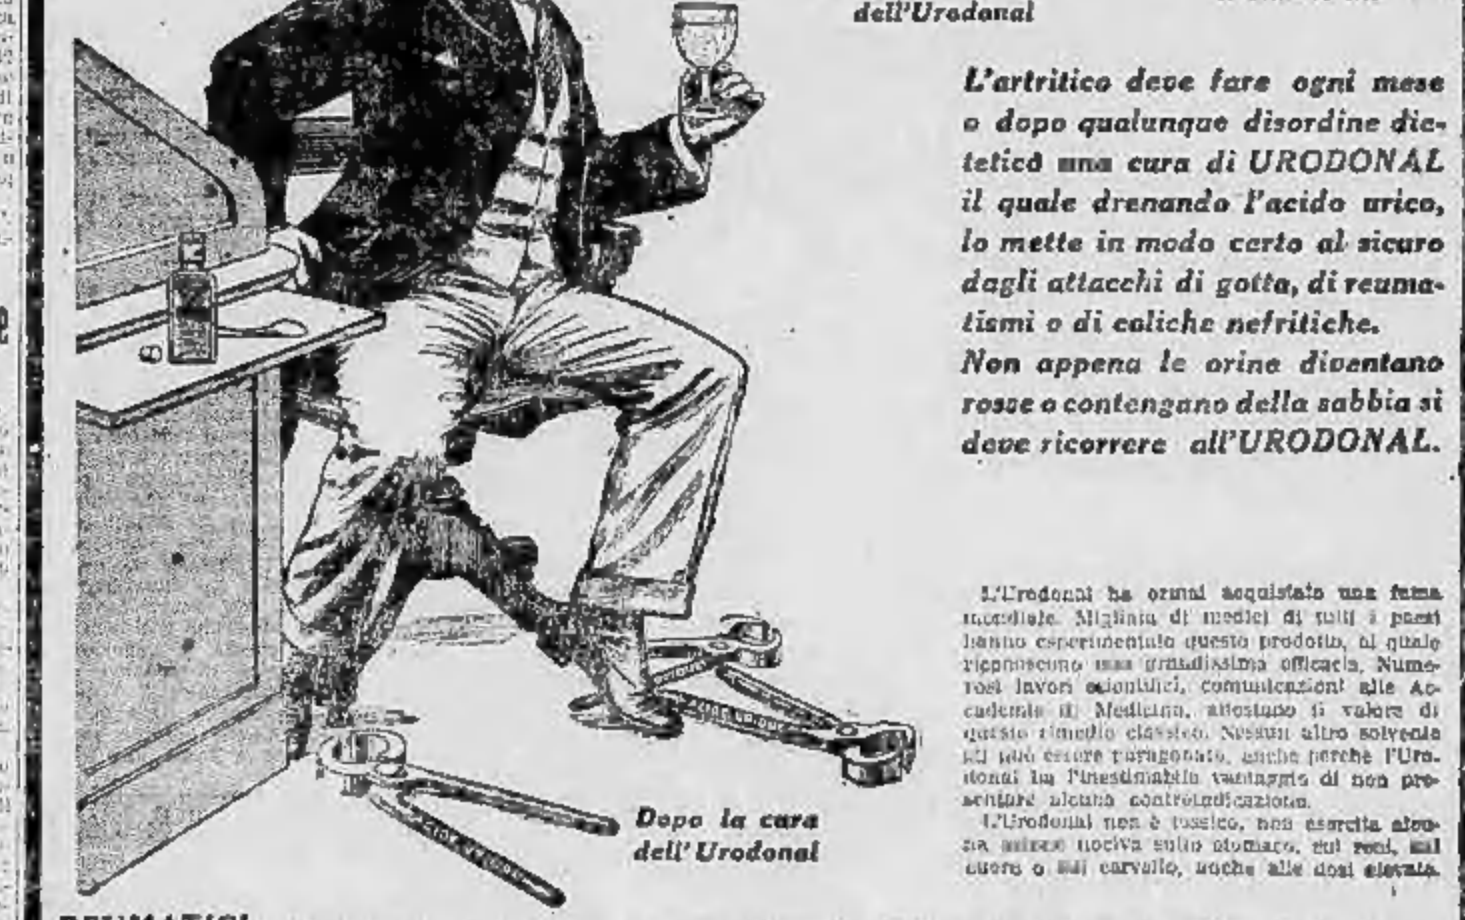 dell'Urodonal
L'artritico deve fare ogni mese
o dopo qualunque disordine die-
tetico una cura di URODONAL
il quale drenando l'acido urico,
lo mette in modo certo al sicuro
dagli attacchi di gotta, di reuma-
tismi o di coliche nefritiche.
Non appena le orine diventano
rosse o contengano della sabbia si
deve ricorrere all'URODONAL.
L'Urodonal ha ormai acquistato una fama
mondiale. Migliaia di medici di tutti i paesi
hanno esperimentato questo prodotto, al quale
riconoscono una grandissima efficacia. Nume-
rosi lavori scientifici, comunicazioni alle Ac-
cademie di Medicina, attestano il valore di
questo rimedio classico. Nessun altro solvente
gli può essere paragonato, anche perchè l'Uro-
donal ha l'inestimabile vantaggio di non pre-
sentare alcuna controindicazione.
L'Urodonal non è tossico, non esercita alcu-
na azione nociva sullo stomaco, sui reni, sul
cuore o sul cervello, anche alle dosi elevate.
ACIDE URIQUE
Dopo la cura
dell'Urodonal